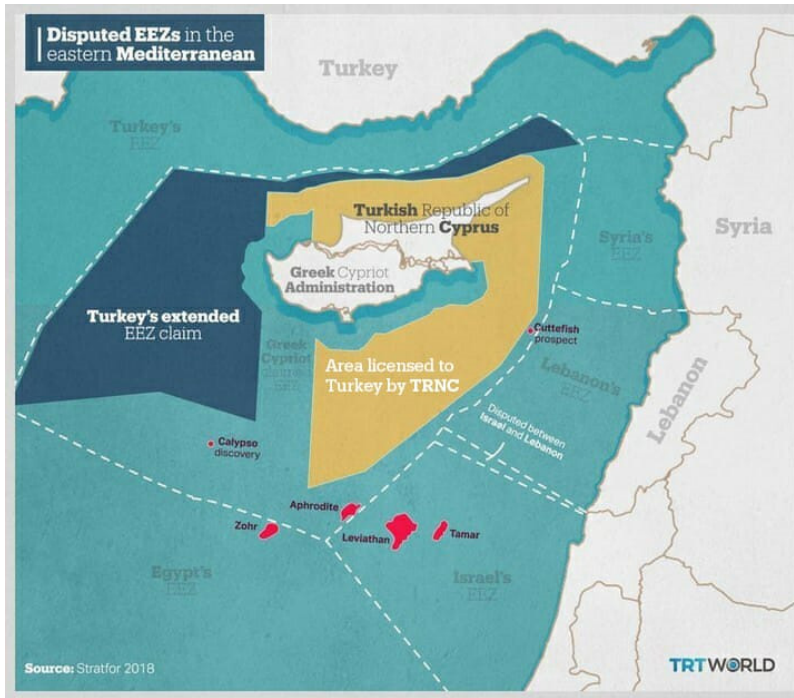 Disputed EEZs in the
eastern Mediterranean
Turkey
Turkey's
EEZ
Turkish Republic of
Northern Cyprus
Syria's
EEZ
Syria
Greek Cypriot
Administration
Turkey's extended
EEZ claim
Greek
Cypriot
EEZ
Area licensed to
Turkey by TRNC
Cuttefish
prospect
Lebanon's
EEZ
Lebanon
Disputed between
Israel and Lebanon
Calypso
discovery
Aphrodite
Zohr
Leviathan
Tamar
Egypt's
EEZ
Israel's
EEZ
Source: Stratfor 2018
TRT WORLD